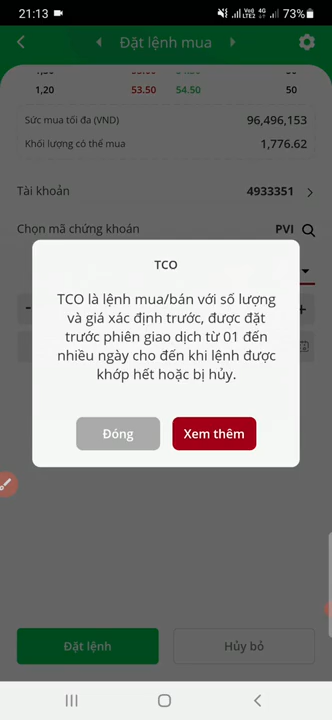 21:13
Vo)) 4G
LTE2
73%
Đặt lệnh mua
1,20 53.50 54.50 50
Sức mua tối đa (VND) 96,496,153
Khối lượng có thể mua 1,776.62
Tài khoản 4933351
Chọn mã chứng khoán PVI
TCO
TCO là lệnh mua/bán với số lượng
và giá xác định trước, được đặt
trước phiên giao dịch từ 01 đến
nhiều ngày cho đến khi lệnh được
khớp hết hoặc bị hủy.
Đóng Xem thêm
Đặt lệnh Hủy bỏ